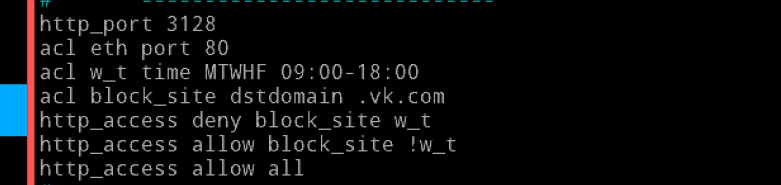 http_port 3128
acl eth port 80
acl w_t time MTWHF 09:00-18:00
acl block_site dstdomain .vk.com
http_access deny block_site w_t
http_access allow block_site !w_t
http_access allow all